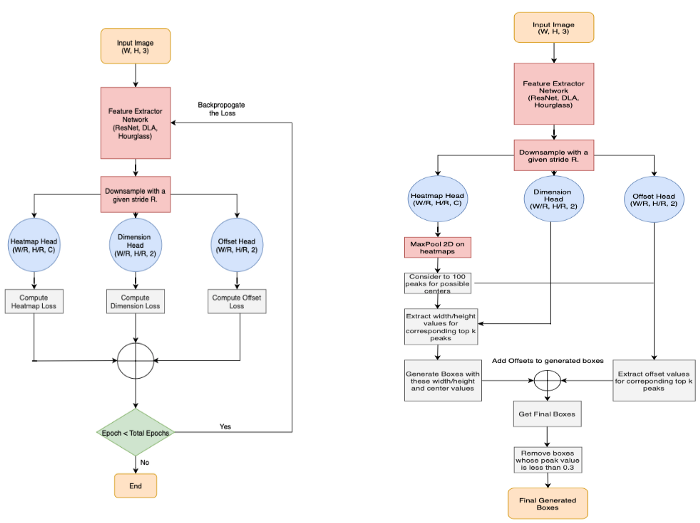 Input Image
(W, H, 3)
Feature Extractor
Network
(ResNet, DLA,
Hourglass)
Backpropogate
the Loss
Downsample with a
given stride R.
Heatmap Head
(W/R, H/R, C)
Dimension
Head
(W/R, H/R, 2)
Offset Head
(W/R, H/R, 2)
Compute
Heatmap Loss
Compute
Dimension Loss
Compute Offset
Loss
Epoch < Total Epochs
Yes
No
End
Input Image
(W, H, 3)
Feature Extractor
Network
(ResNet, DLA,
Hourglass)
Downsample with a
given stride R.
Heatmap Head
(W/R, H/R, C)
Dimension
Head
(W/R, H/R, 2)
Offset Head
(W/R, H/R, 2)
MaxPool 2D on
heatmaps
Consider to 100
peaks for possible
centers.
Extract width/height
values for
corresponding top k
peaks
Generate Boxes with
these width/height
and center values
Add Offsets to generated boxes
Extract offset values
for correponding top k
peaks
Get Final Boxes
Remove boxes
whose peak value
is less than 0.3
Final Generated
Boxes